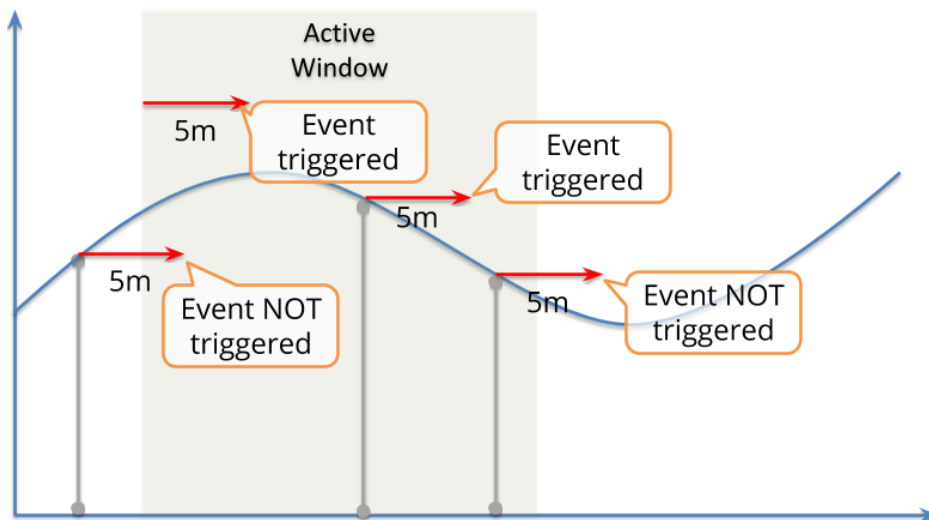 Active
Window
5m
Event
triggered
Event
triggered
5m
5m
Event NOT
triggered
5m
Event NOT
triggered